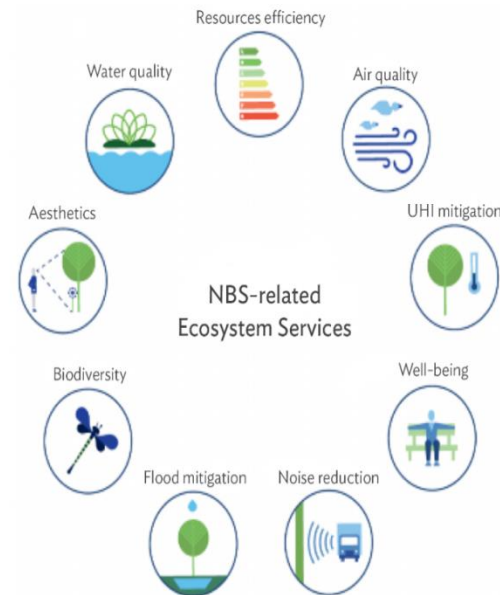 Resources efficiency
Water quality
Air quality
Aesthetics
UHI mitigation
NBS-related
Ecosystem Services
Biodiversity
Well-being
Flood mitigation
Noise reduction